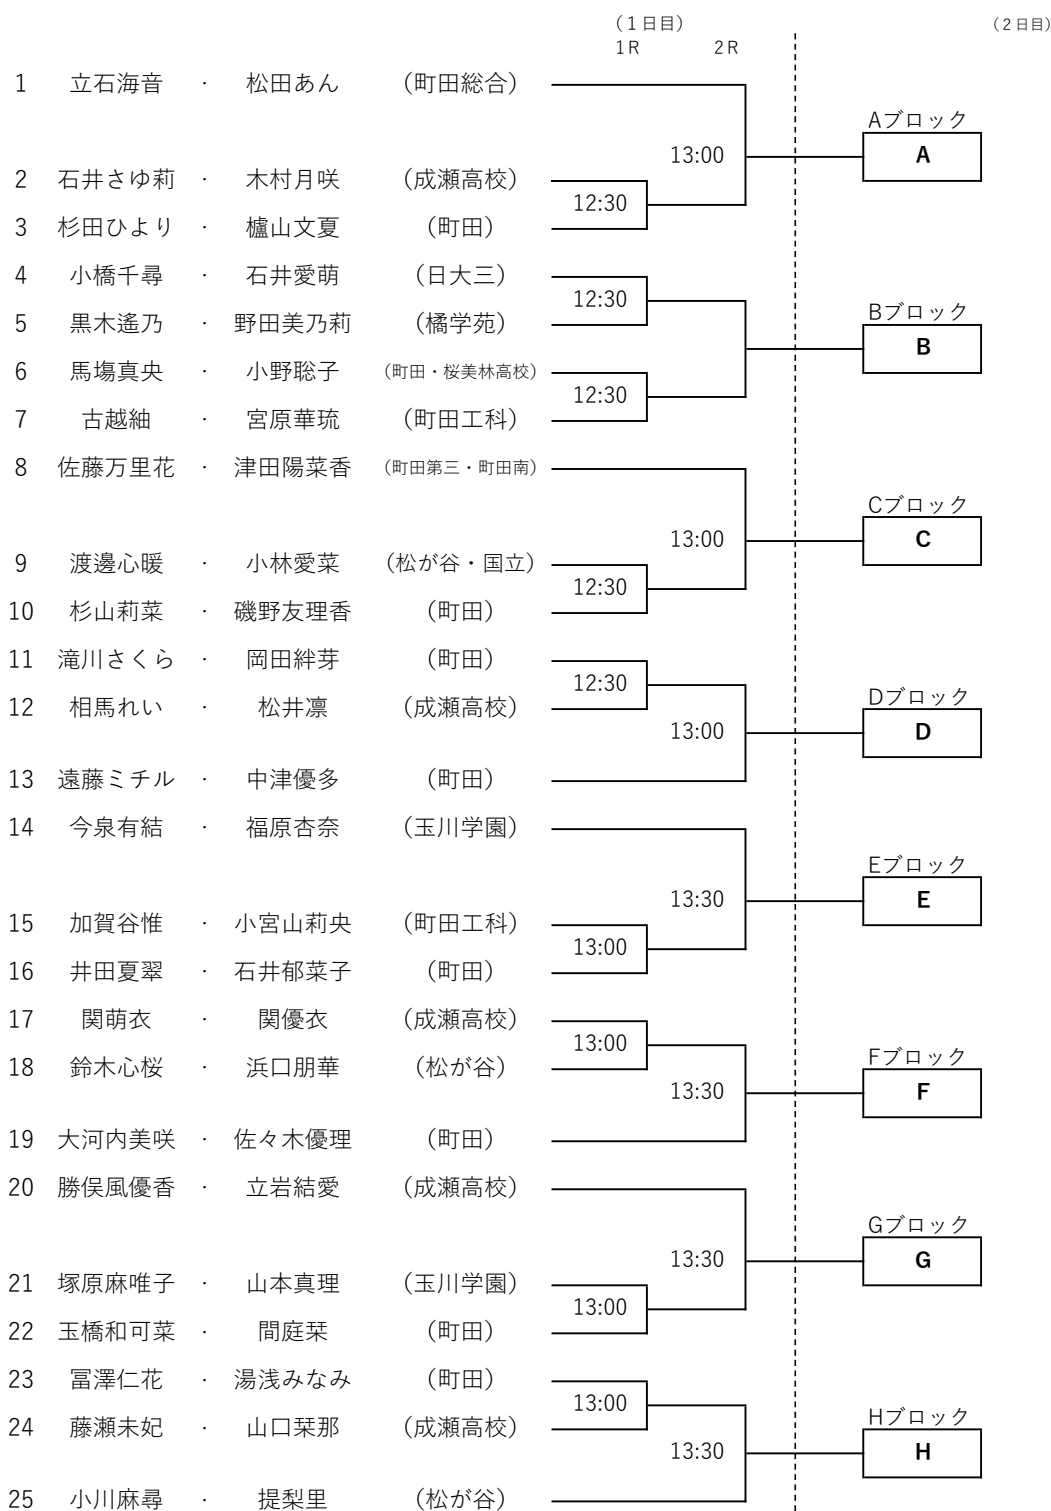 （1日目） （2日目）
1R 2R
1 立石海音 ・ 松田あん （町田総合）
Aブロック
13:00 A
2 石井さゆ莉 ・ 木村月咲 （成瀬高校）
12:30
3 杉田ひより ・ 櫨山文夏 （町田）
4 小橋千尋 ・ 石井愛萌 （日大三）
12:30
Bブロック
5 黒木遙乃 ・ 野田美乃莉 （橘学苑）
B
6 馬塲真央 ・ 小野聡子 （町田・桜美林高校）
12:30
7 古越紬 ・ 宮原華琉 （町田工科）
8 佐藤万里花 ・ 津田陽菜香 （町田第三・町田南）
Cブロック
13:00 C
9 渡邊心暖 ・ 小林愛菜 （松が谷・国立）
12:30
10 杉山莉菜 ・ 磯野友理香 （町田）
11 滝川さくら ・ 岡田絆芽 （町田）
12:30
Dブロック
12 相馬れい ・ 松井凛 （成瀬高校）
13:00 D
13 遠藤ミチル ・ 中津優多 （町田）
14 今泉有結 ・ 福原杏奈 （玉川学園）
Eブロック
13:30 E
15 加賀谷惟 ・ 小宮山莉央 （町田工科）
13:00
16 井田夏翠 ・ 石井郁菜子 （町田）
17 関萌衣 ・ 関優衣 （成瀬高校）
13:00
Fブロック
18 鈴木心桜 ・ 浜口朋華 （松が谷）
13:30 F
19 大河内美咲 ・ 佐々木優理 （町田）
20 勝俣風優香 ・ 立岩結愛 （成瀬高校）
Gブロック
13:30 G
21 塚原麻唯子 ・ 山本真理 （玉川学園）
13:00
22 玉橋和可菜 ・ 間庭栞 （町田）
23 冨澤仁花 ・ 湯浅みなみ （町田）
13:00
Hブロック
24 藤瀬未妃 ・ 山口栞那 （成瀬高校）
13:30 H
25 小川麻尋 ・ 提梨里 （松が谷）